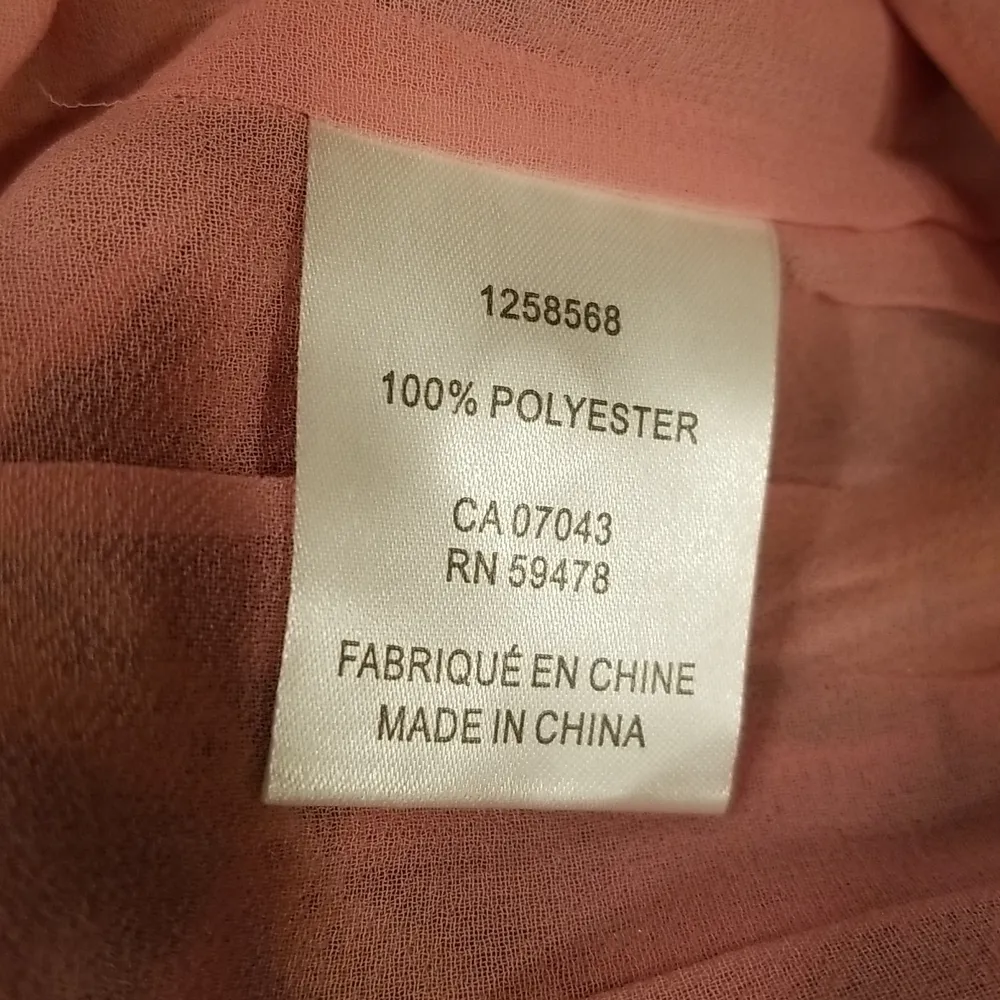 1258568
100% POLYESTER
CA 07043
RN 59478
FABRIQUÉ EN CHINE
MADE IN CHINA